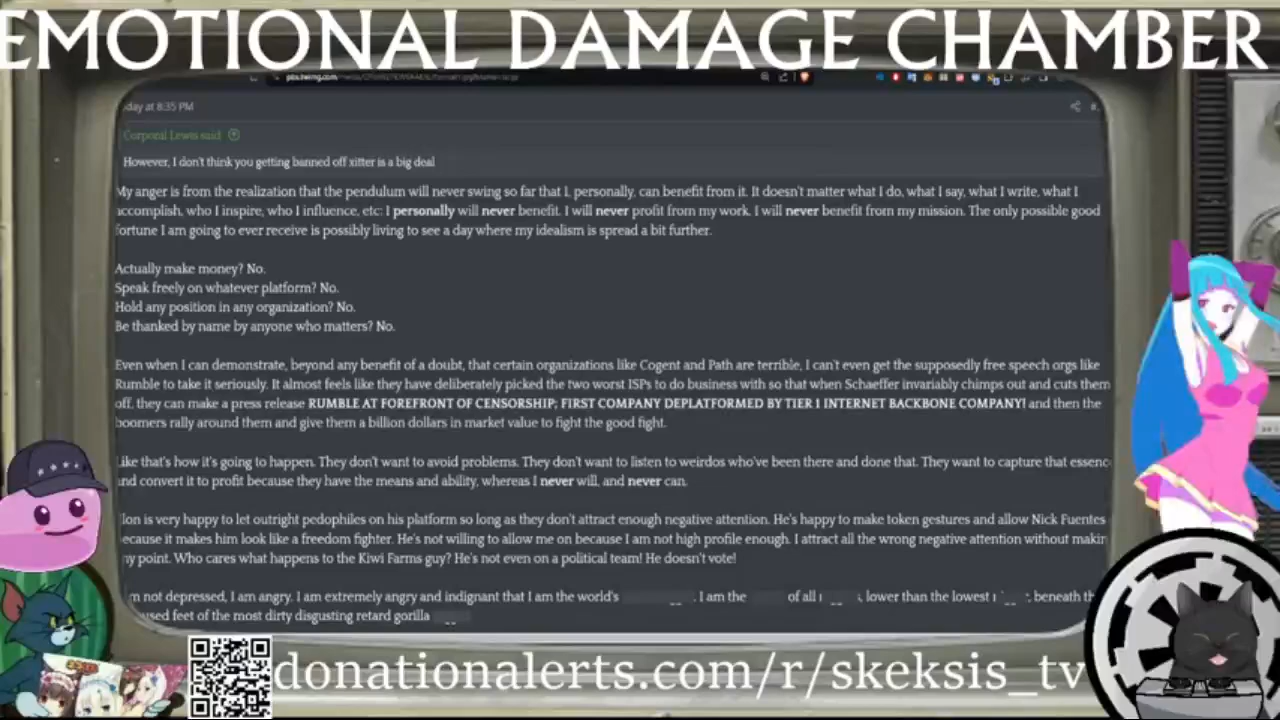 EMOTIONAL DAMAGE CHAMBER
day at 8:35 PM
Corporal Lewis said
However, I don't think you getting banned off xitter is a big deal
My anger is from the realization that the pendulum will never swing so far that I, personally, can benefit from it. It doesn't matter what I do, what I say, what I write, what I
accomplish, who I inspire, who I influence, etc: I personally will never benefit. I will never profit from my work. I will never benefit from my mission. The only possible good
fortune I am going to ever receive is possibly living to see a day where my idealism is spread a bit further.
Actually make money? No.
Speak freely on whatever platform? No.
Hold any position in any organization? No.
Be thanked by name by anyone who matters? No.
Even when I can demonstrate, beyond any benefit of a doubt, that certain organizations like Cogent and Path are terrible, I can't even get the supposedly free speech orgs like
Rumble to take it seriously. It almost feels like they have deliberately picked the two worst ISPs to do business with so that when Schaeffer invariably chimps out and cuts them
off, they can make a press release RUMBLE AT FOREFRONT OF CENSORSHIP; FIRST COMPANY DEPLATFORMED BY TIER 1 INTERNET BACKBONE COMPANY! and then the
boomers rally around them and give them a billion dollars in market value to fight the good fight.
Like that's how it's going to happen. They don't want to avoid problems. They don't want to listen to weirdos who've been there and done that. They want to capture that essenc
and convert it to profit because they have the means and ability, whereas I never will, and never can.
lon is very happy to let outright pedophiles on his platform so long as they don't attract enough negative attention. He's happy to make token gestures and allow Nick Fuentes
ecause it makes him look like a freedom fighter. He's not willing to allow me on because I am not high profile enough. I attract all the wrong negative attention without makin
ny point. Who cares what happens to the Kiwi Farms guy? He's not even on a political team! He doesn't vote!
m not depressed, I am angry. I am extremely angry and indignant that I am the world's . I am the of all , lower than the lowest , beneath th
used feet of the most dirty disgusting retard gorilla
donationalerts.com/r/skeksis_tv